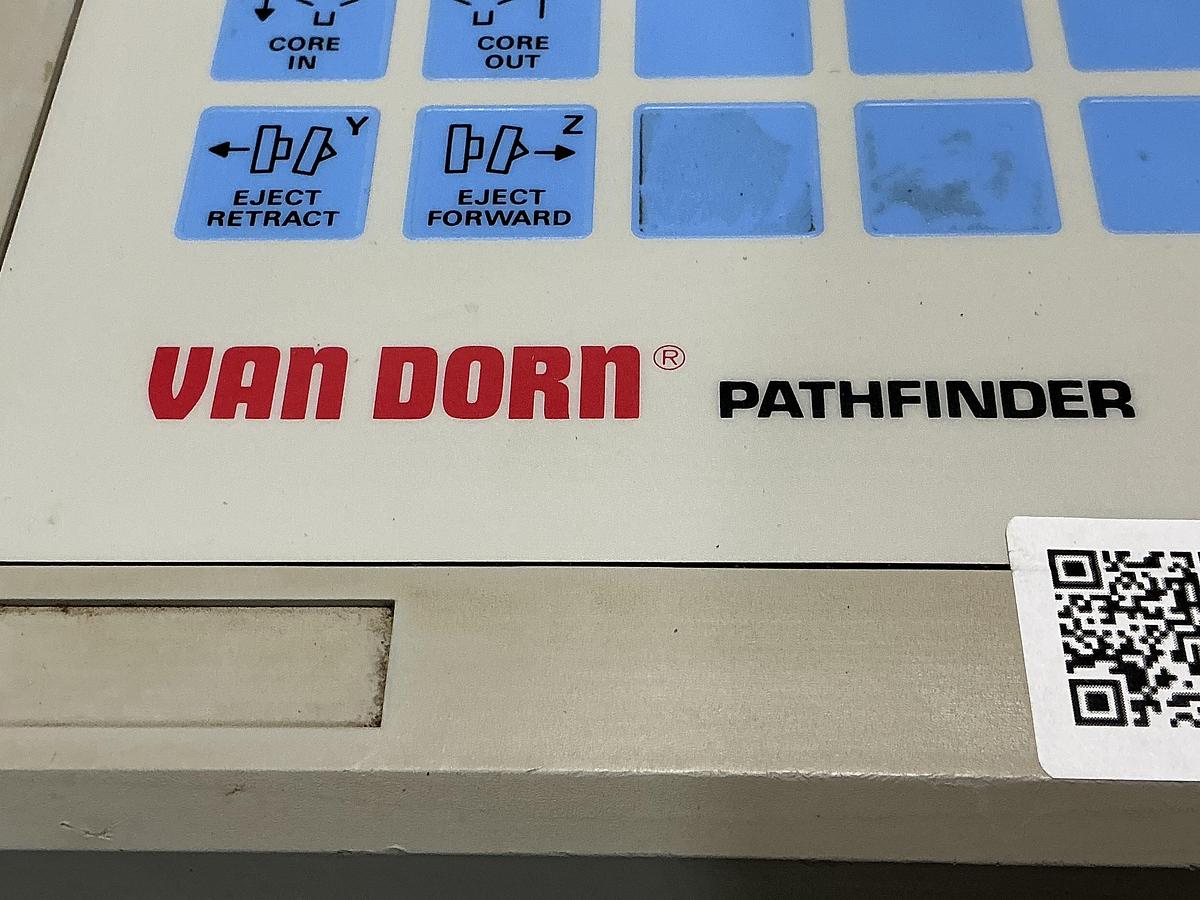 CORE
IN
CORE
OUT
Y
EJECT
RETRACT
Z
EJECT
FORWARD
VAN DORN®
PATHFINDER